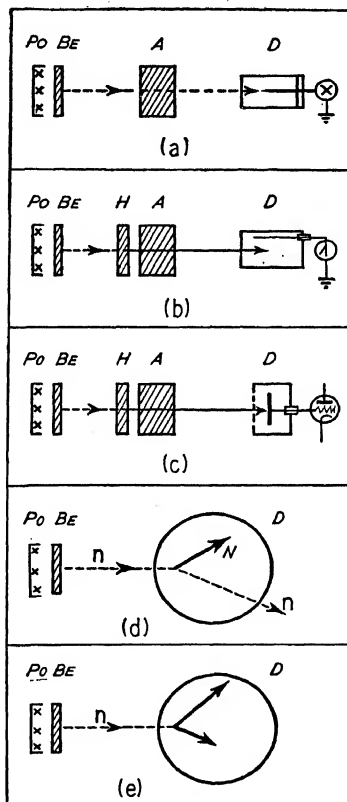 Po Be A D
x
x
x
(a)
Po Be H A D
x
x
x
(b)
Po Be H A D
x
x
x
(c)
Po Be D
x
x
x
n
N
n
(d)
Po Be D
x
x
x
n
(e)